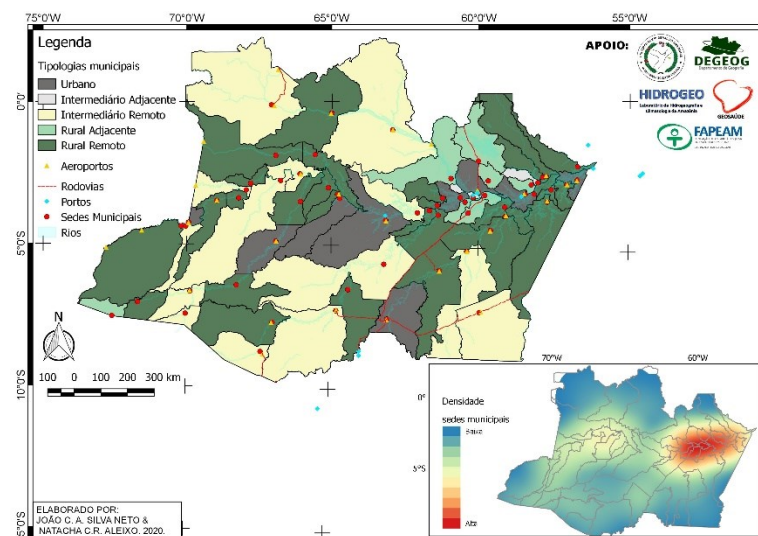 75°0'W
70°0'W
65°0'W
60°0'W
55°0'W
Legenda
Tipologias municipais
Urbano
Intermediário Adjacente
Intermediário Remoto
Rural Adjacente
Rural Remoto
Aeroportos
Rodovias
Portos
Sedes Municipais
Rios
APOIO:
DEGEOG
HIDROGEO
GEOSAÚDE
FAPEAM
0°0'S
5°0'S
10°0'S
N
100 0 100 200 300 km
ELABORADO POR:
JOÃO C. A. SILVA NETO &
NATACHA C.R. ALEIXO. 2020.
70°W
60°W
0°S
5°S
Densidade
sedes municipais
Baixa
Alta